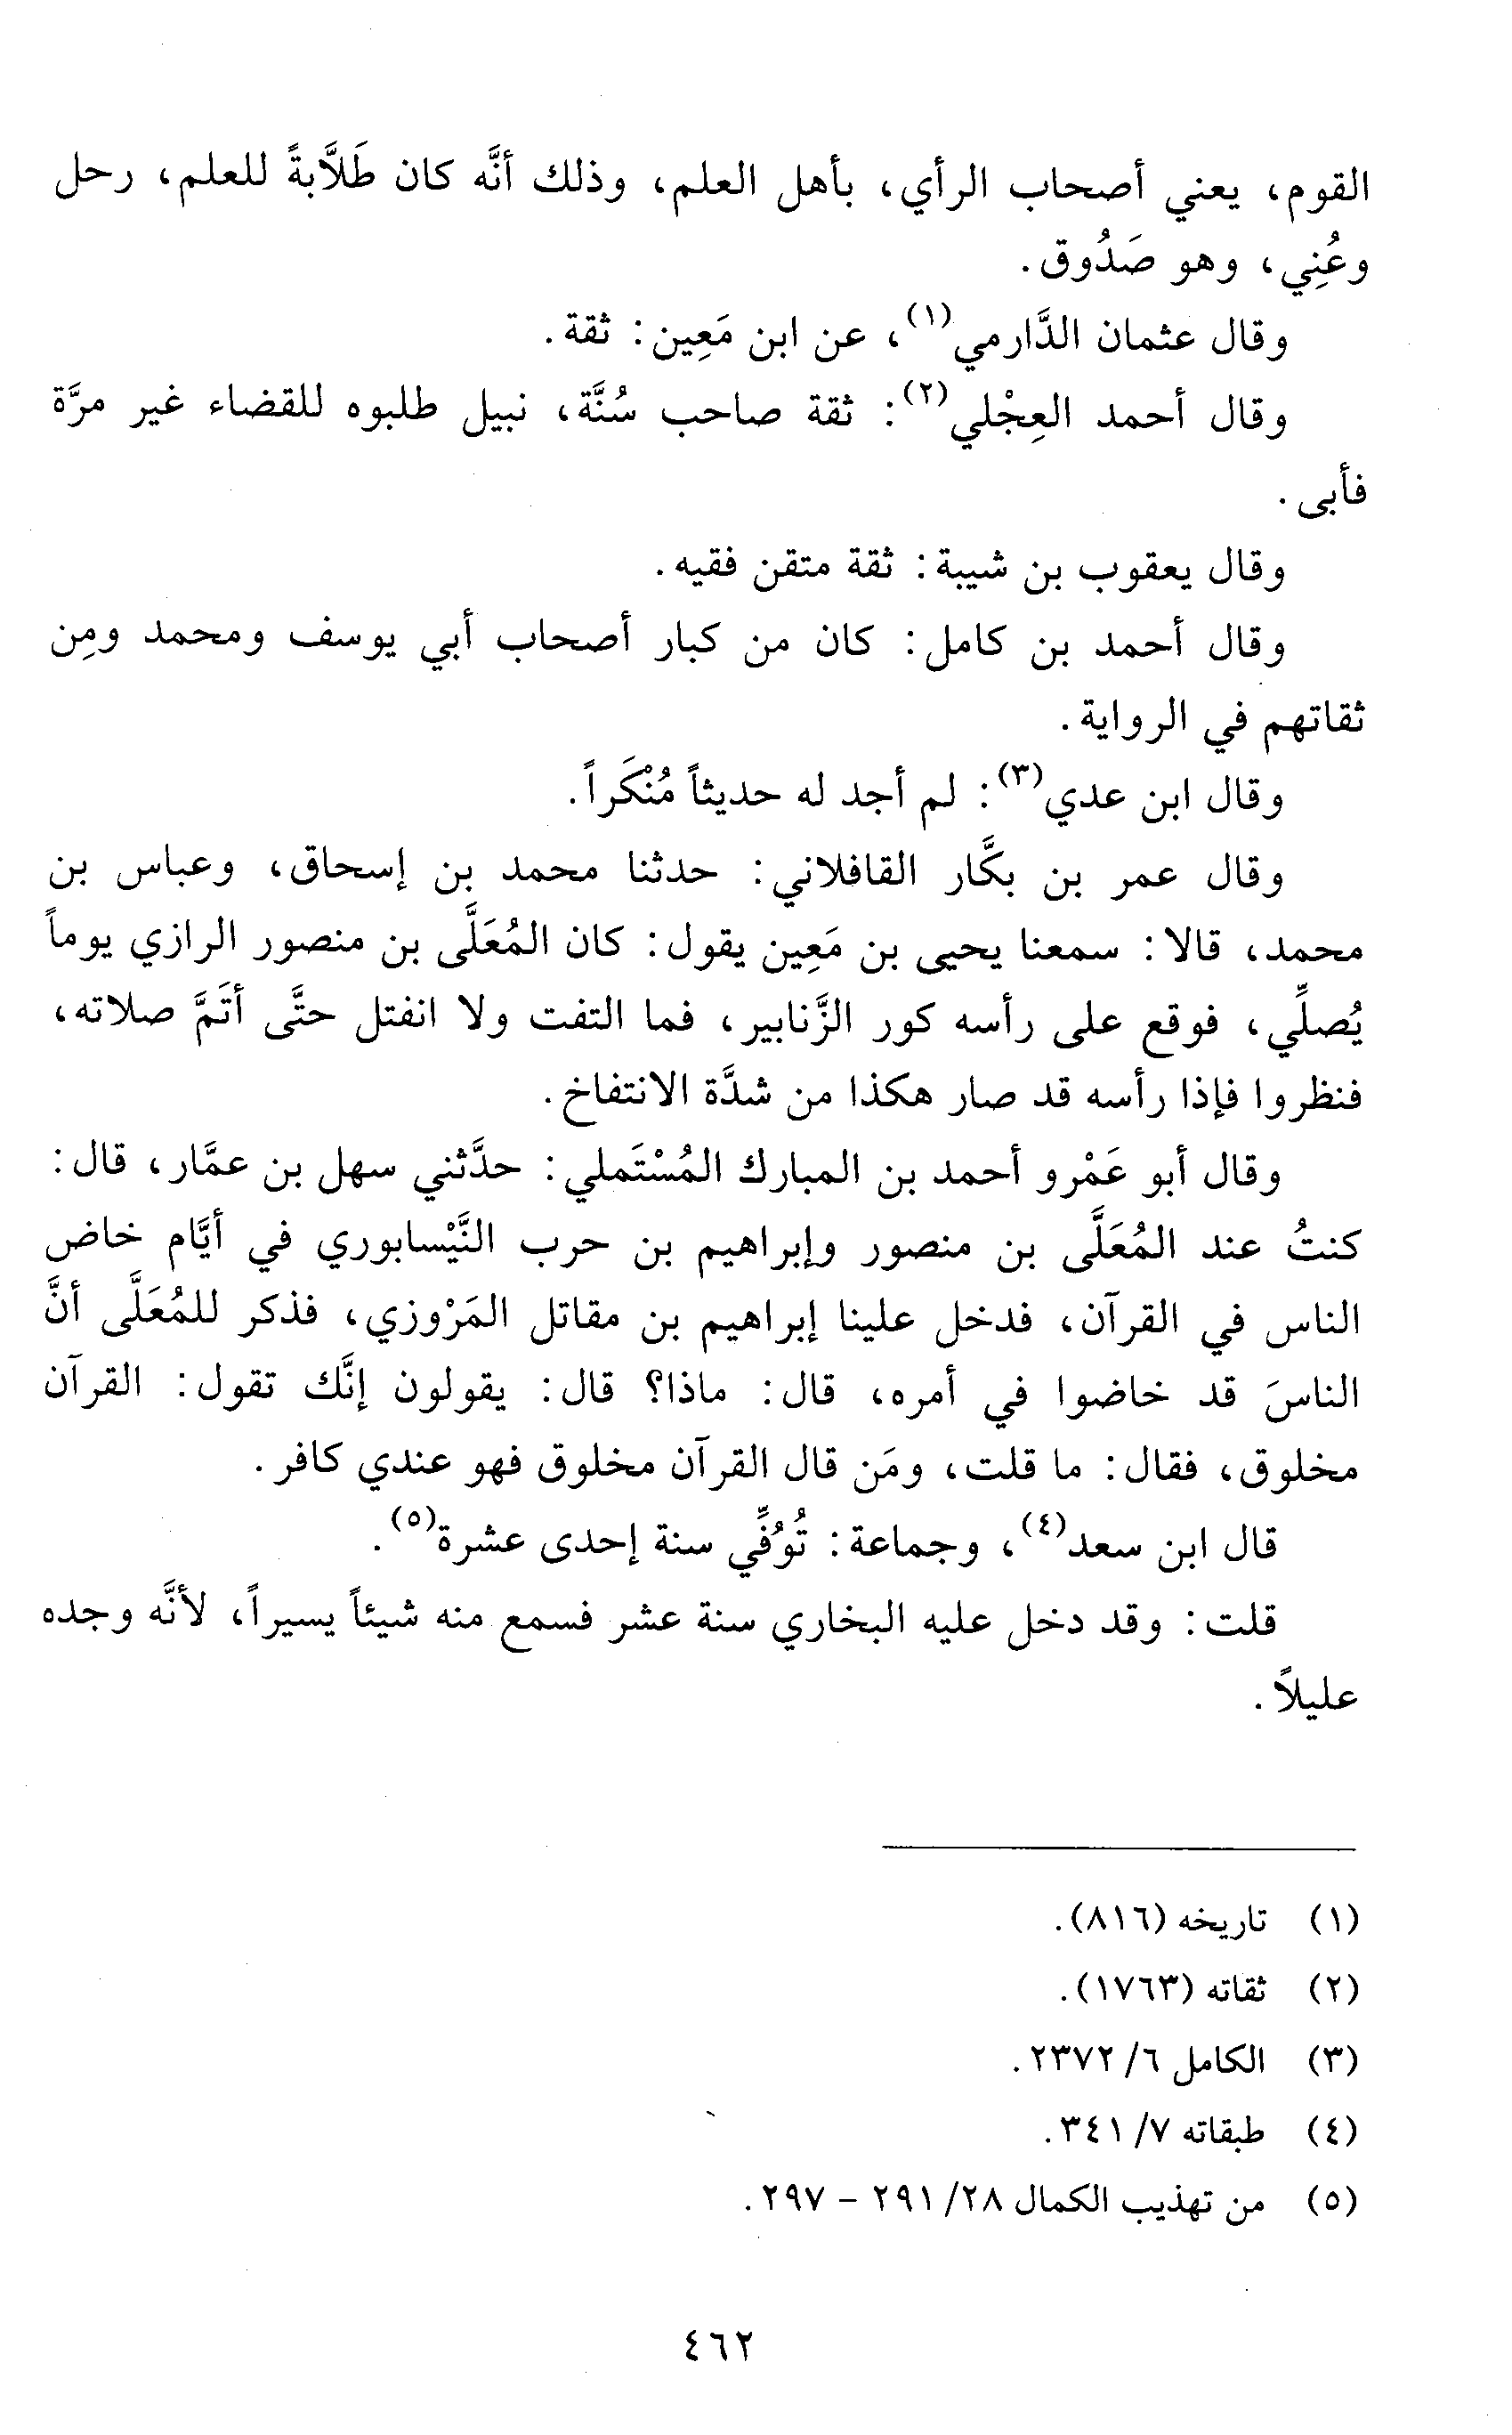 القوم، يعني أصحاب الرأي، بأهل العلم، وذلك أنَّه كان طَلَّابةً للعلم، رحل
وعُنِي، وهو صَدُوق.
وقال عثمان الدَّارمي(١)، عن ابن مَعِين: ثقة.
وقال أحمد العِجْلي(٢): ثقة صاحب سُنَّة، نبيل طلبوه للقضاء غير مرَّة
فأبى.
وقال يعقوب بن شيبة: ثقة متقن فقيه.
وقال أحمد بن كامل: كان من كبار أصحاب أبي يوسف ومحمد ومِن
ثقاتهم في الرواية.
وقال ابن عدي(٣): لم أجد له حديثاً مُنْكَراً.
وقال عمر بن بكَّار القافلاني: حدثنا محمد بن إسحاق، وعباس بن
محمد، قالا: سمعنا يحيى بن مَعِين يقول: كان المُعَلَّى بن منصور الرازي يوماً
يُصلِّي، فوقع على رأسه كور الزَّنابير، فما التفت ولا انفتل حتَّى أتَمَّ صلاته،
فنظروا فإذا رأسه قد صار هكذا من شدَّة الانتفاخ.
وقال أبو عَمْرو أحمد بن المبارك المُسْتَملي: حدَّثني سهل بن عمَّار، قال:
كنتُ عند المُعَلَّى بن منصور وإبراهيم بن حرب النَّيْسابوري في أيَّام خاض
الناس في القرآن، فدخل علينا إبراهيم بن مقاتل المَرْوزي، فذكر للمُعَلَّى أنَّ
الناسَ قد خاضوا في أمره، قال: ماذا؟ قال: يقولون إنَّك تقول: القرآن
مخلوق، فقال: ما قلت، ومَن قال القرآن مخلوق فهو عندي كافر.
قال ابن سعد(٤)، وجماعة: تُوُفِّي سنة إحدى عشرة(٥).
قلت: وقد دخل عليه البخاري سنة عشر فسمع منه شيئاً يسيراً، لأنَّه وجده
عليلاً.
(١) تاريخه (٨١٦).
(٢) ثقاته (١٧٦٣).
(٣) الكامل ٦/ ٢٣٧٢.
(٤) طبقاته ٧/ ٣٤١.
(٥) من تهذيب الكمال ٢٨/ ٢٩١ - ٢٩٧.
٤٦٢